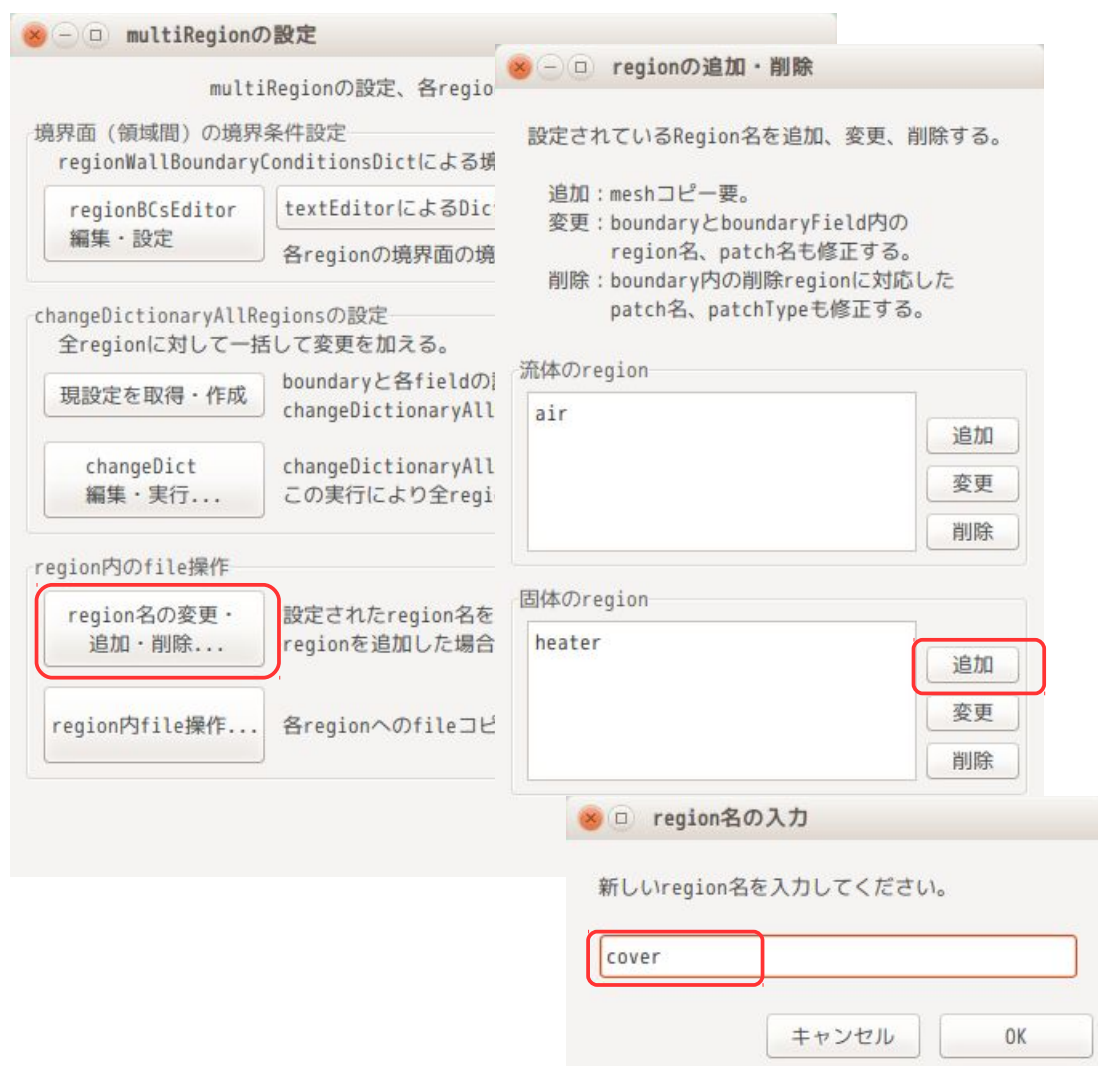 multiRegionの設定
multiRegionの設定、各regio
境界面（領域間）の境界条件設定
regionWallBoundaryConditionsDictによる境
regionBCsEditor
編集・設定
textEditorによるDic
各regionの境界面の境
changeDictionaryAllRegionsの設定
全regionに対して一括して変更を加える。
現設定を取得・作成
boundaryと各fieldの
changeDictionaryAll
changeDict
編集・実行...
changeDictionaryAll
この実行により全regi
region内のfile操作
region名の変更・
追加・削除...
設定されたregion名を
regionを追加した場合
region内file操作...
各regionへのfileコピ
regionの追加・削除
設定されているRegion名を追加、変更、削除する。
追加：meshコピー要。
変更：boundaryとboundaryField内の
region名、patch名も修正する。
削除：boundary内の削除regionに対応した
patch名、patchTypeも修正する。
流体のregion
air
追加
変更
削除
固体のregion
heater
追加
変更
削除
region名の入力
新しいregion名を入力してください。
cover
キャンセル
OK